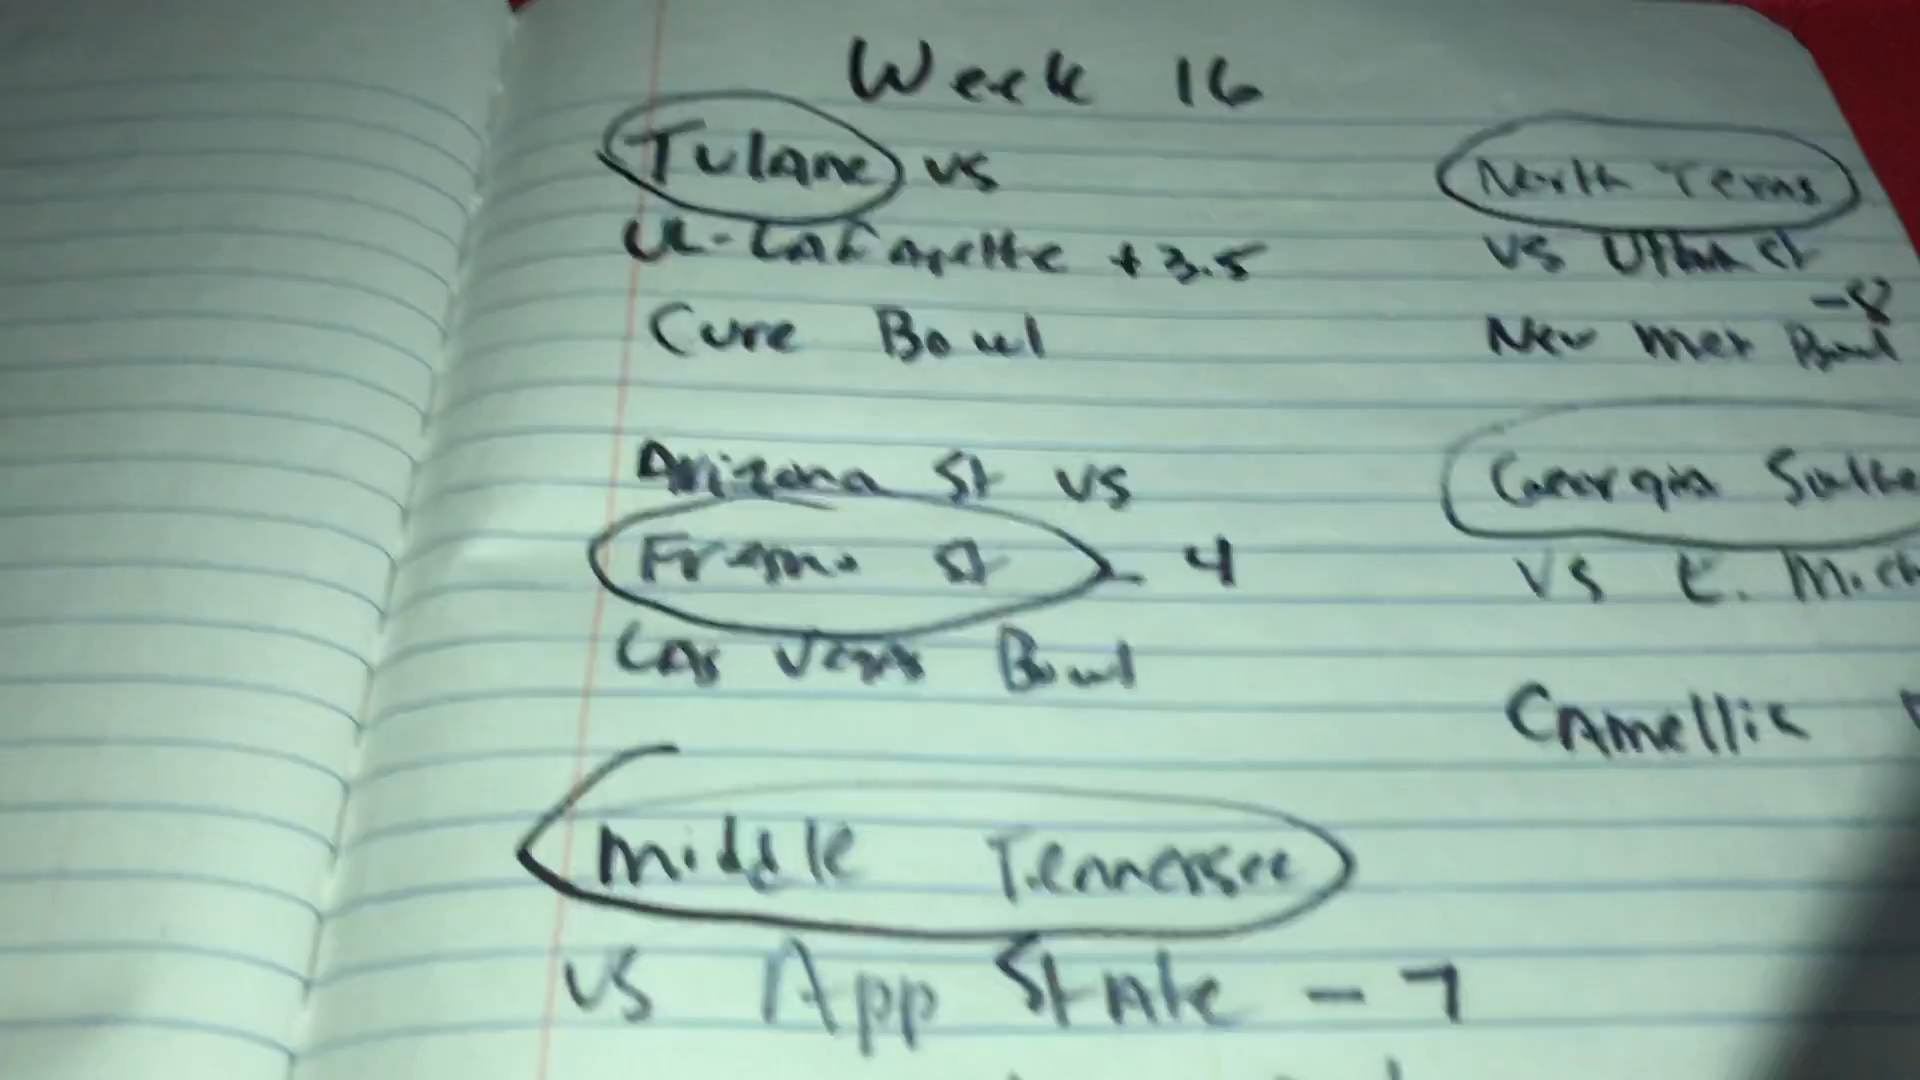 Week 16
Tulane vs
UL-Lafayette +3.5
Cure Bowl
Arizona St vs
Fresno St - 4
Las Vegas Bowl
Middle Tennessee
vs App State - 7
North Texas
vs Utah St
-8
New Mex Bowl
Georgia Southe
vs E. Mich
Camellia